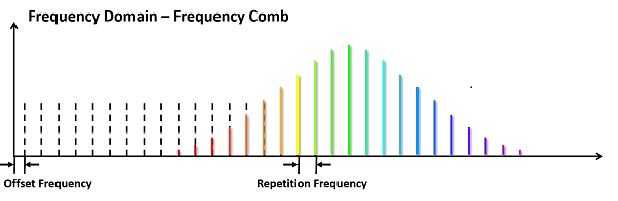 Frequency Domain – Frequency Comb
Offset Frequency
Repetition Frequency